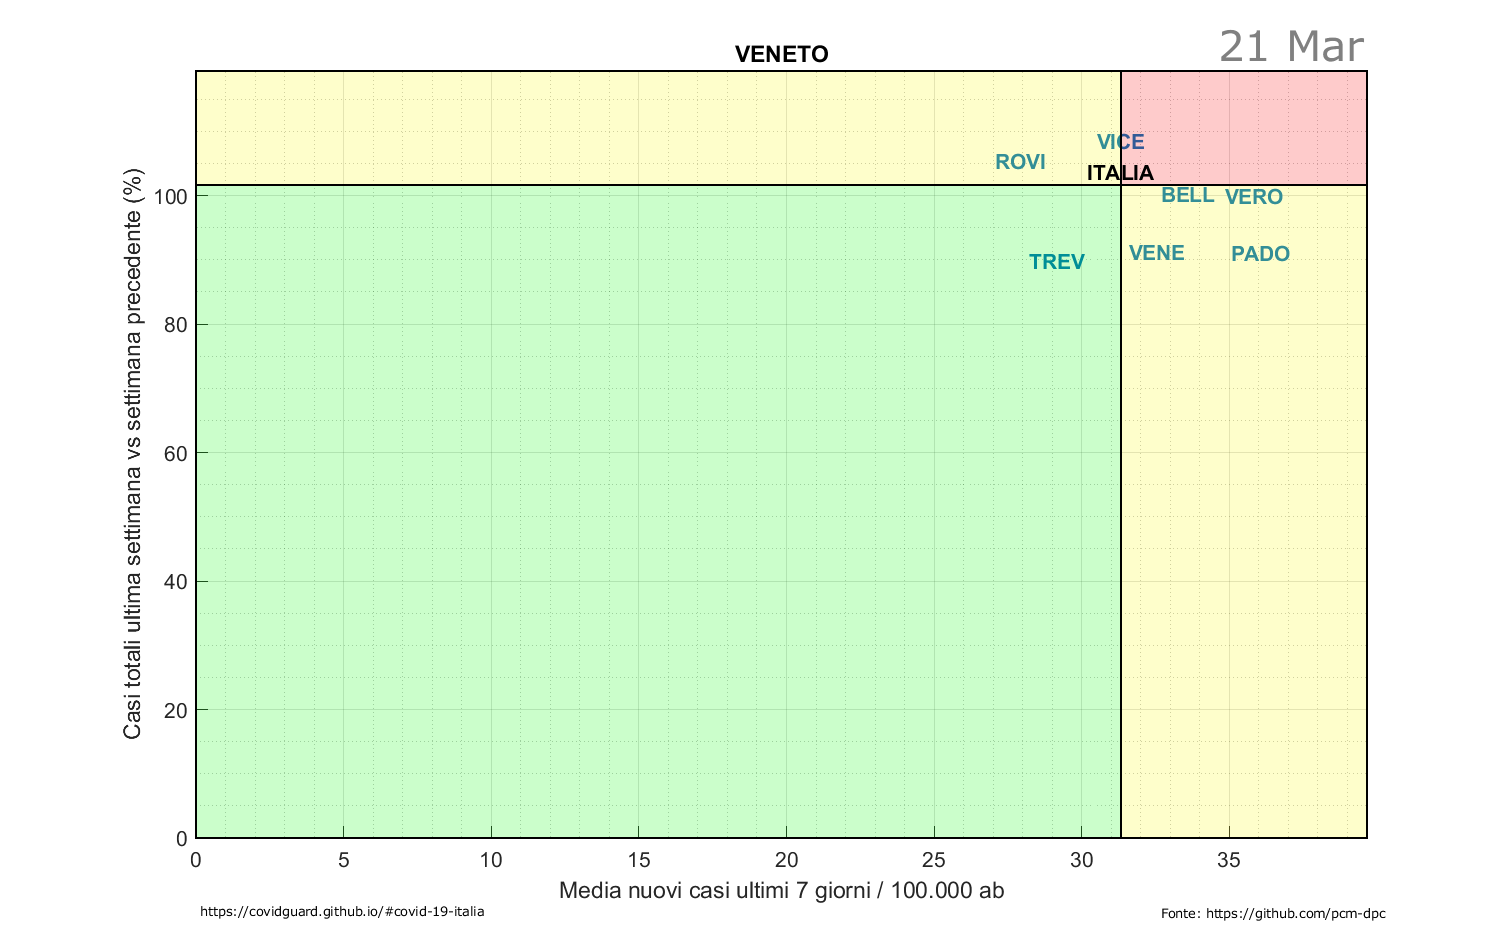 VENETO
21 Mar
VICE
ROVI
ITALIA
BELL
VERO
VENE
PADO
TREV
Casi totali ultima settimana vs settimana precedente (%)
100
80
60
40
20
0
0 5 10 15 20 25 30 35
Media nuovi casi ultimi 7 giorni / 100.000 ab
https://covidguard.github.io/#covid-19-italia
Fonte: https://github.com/pcm-dpc